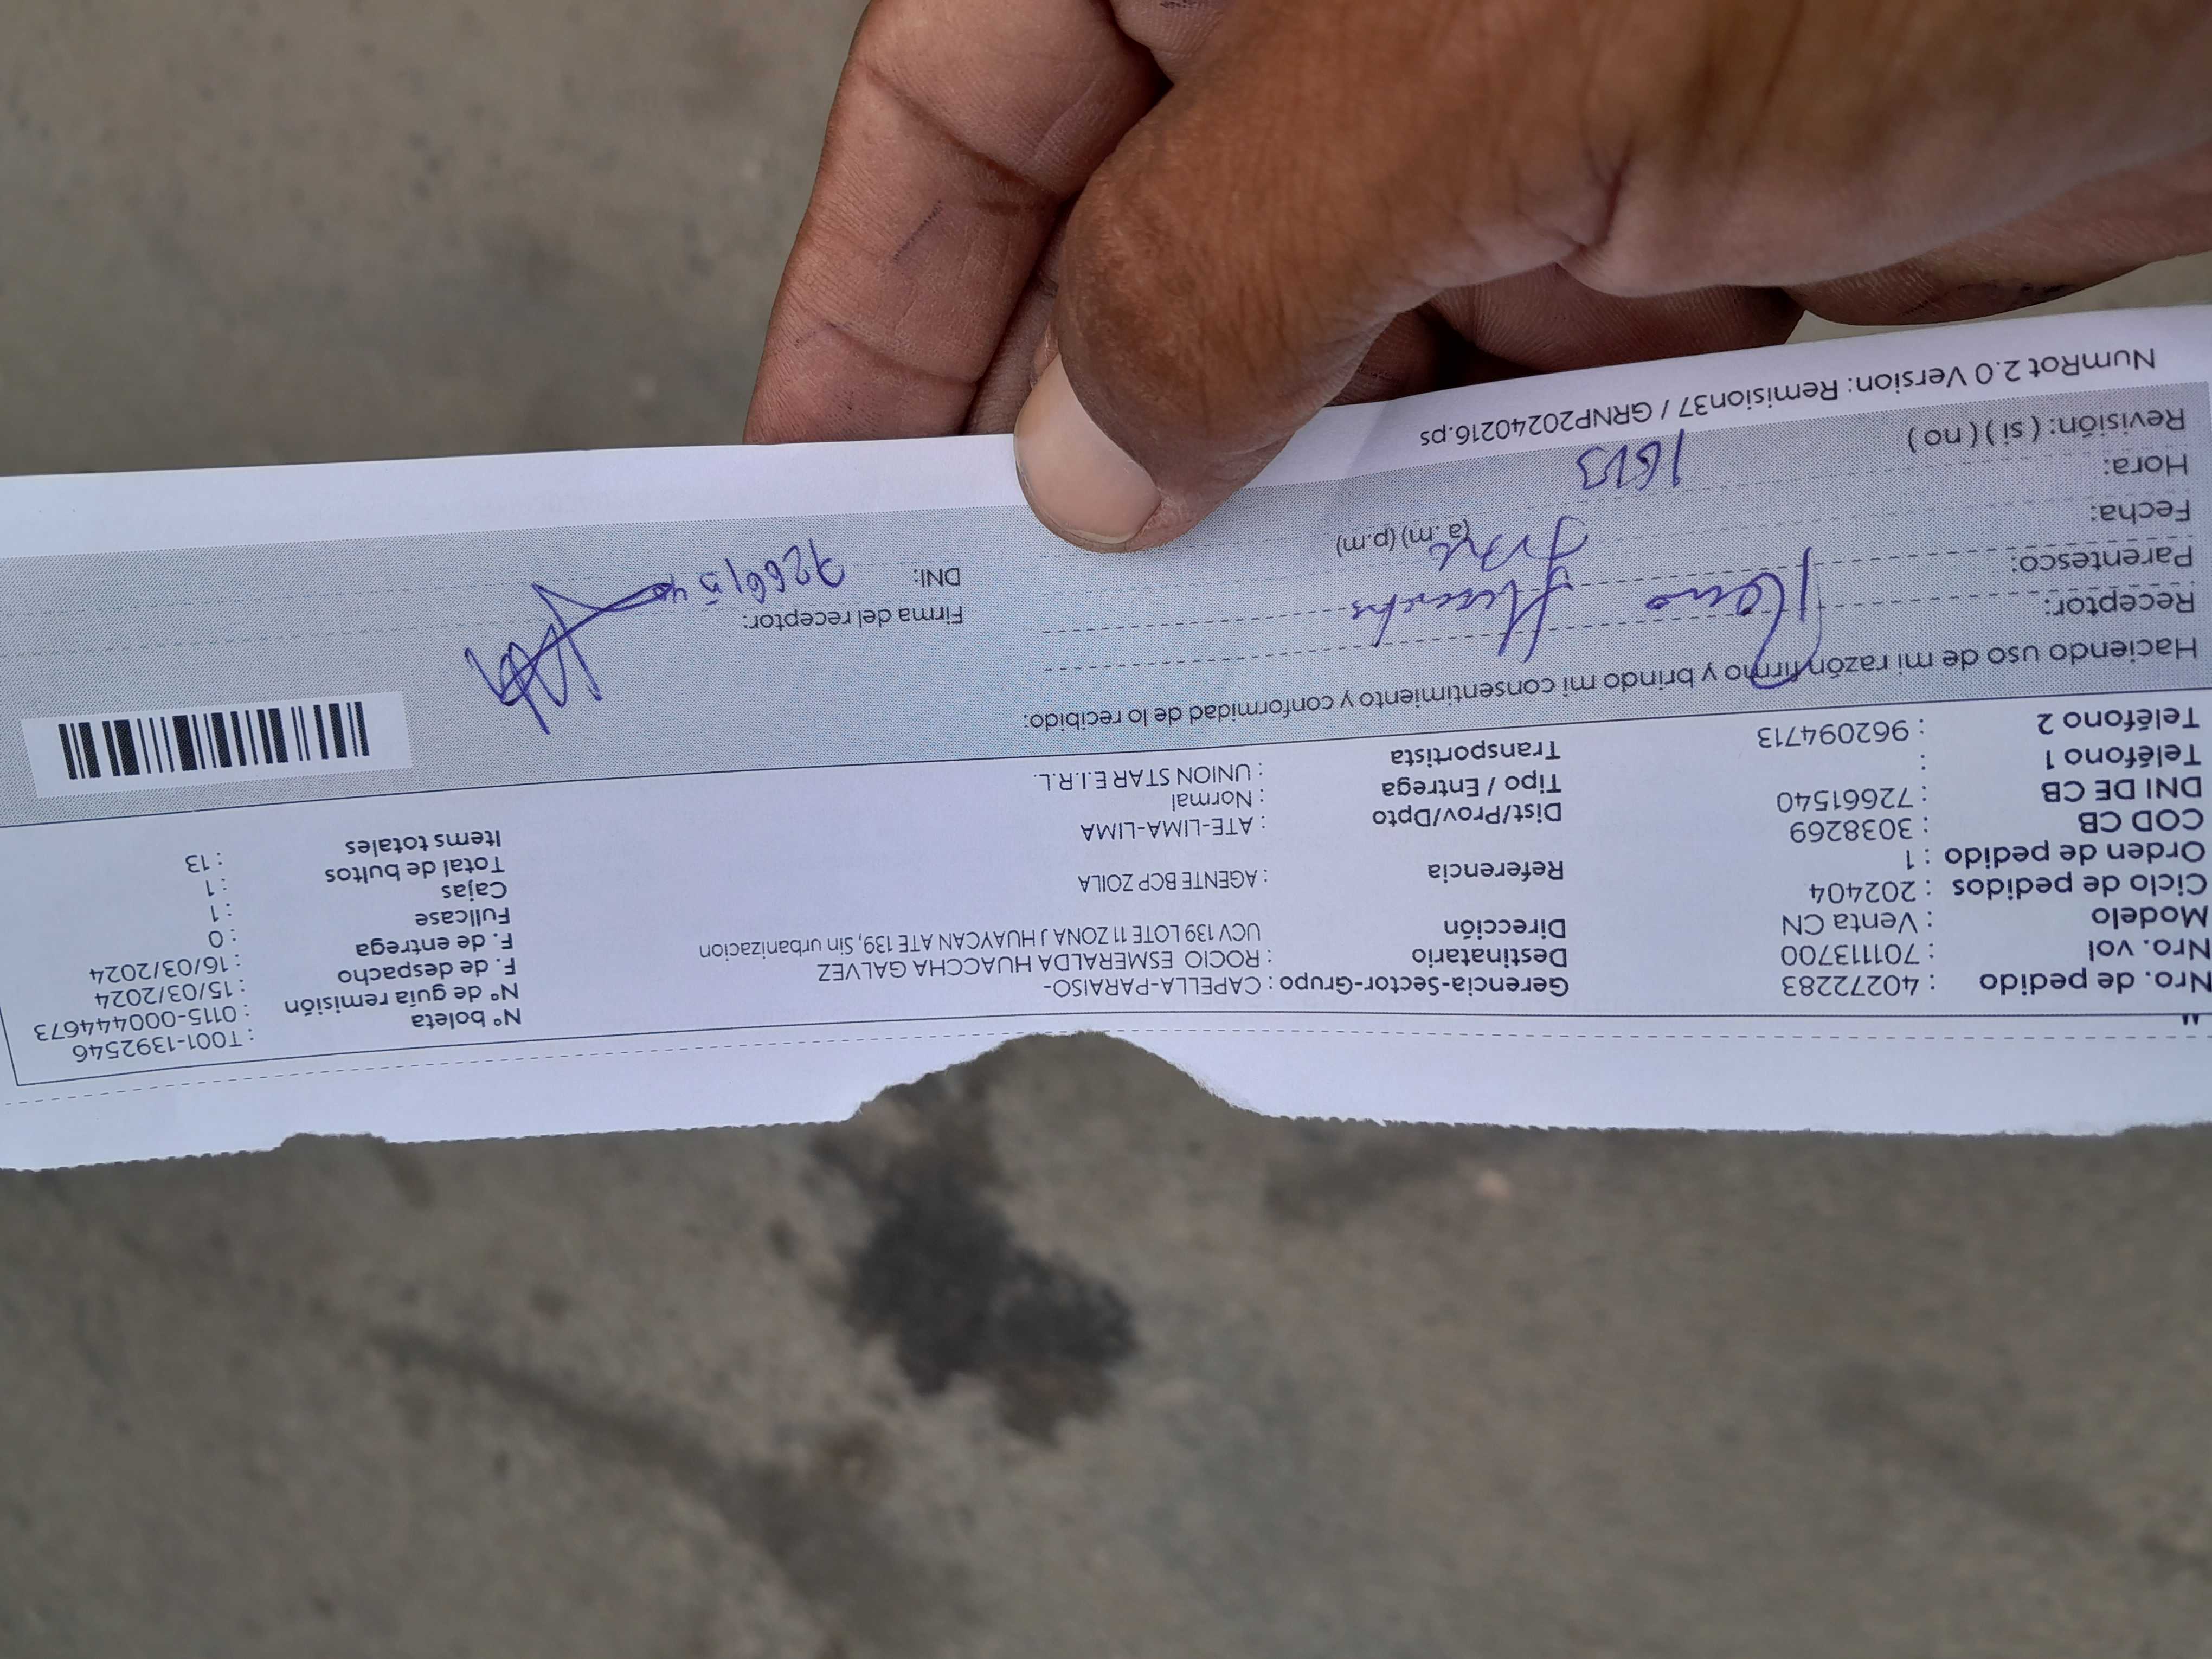 Nro. de pedido : 40272283
Nro. vol : 701113700
Modelo : Venta CN
Ciclo de pedidos : 202404
Orden de pedido : 1
COD CB : 3038269
DNI DE CB : 72661540
Teléfono 1 :
Teléfono 2 : 962094713
Gerencia-Sector-Grupo : CAPELLA-PARAISO-
Destinatario : ROCIO ESMERALDA HUACCHA GALVEZ
Dirección UCV 139 LOTE 11 ZONA J HUAYCAN ATE 139, Sin urbanizacion
Referencia : AGENTE BCP ZOILA
Dist/Prov/Dpto : ATE-LIMA-LIMA
Tipo / Entrega : Normal
Transportista : UNION STAR E.I.R.L.
Nº boleta : T001-1392546
Nº de guía remisión : 0115-00044673
F. de despacho : 15/03/2024
F. de entrega : 16/03/2024
Fullcase : 0
Cajas : 1
Total de bultos : 1
Items totales : 13
Haciendo uso de mi razón firmo y brindo mi consentimiento y conformidad de lo recibido:
Receptor:
Parentesco:
Fecha:
Hora: (a.m) (p.m)
Revisión: ( si ) ( no )
Firma del receptor:
DNI:
NumRot 2.0 Version: Remision37 / GRNP20240216.ps